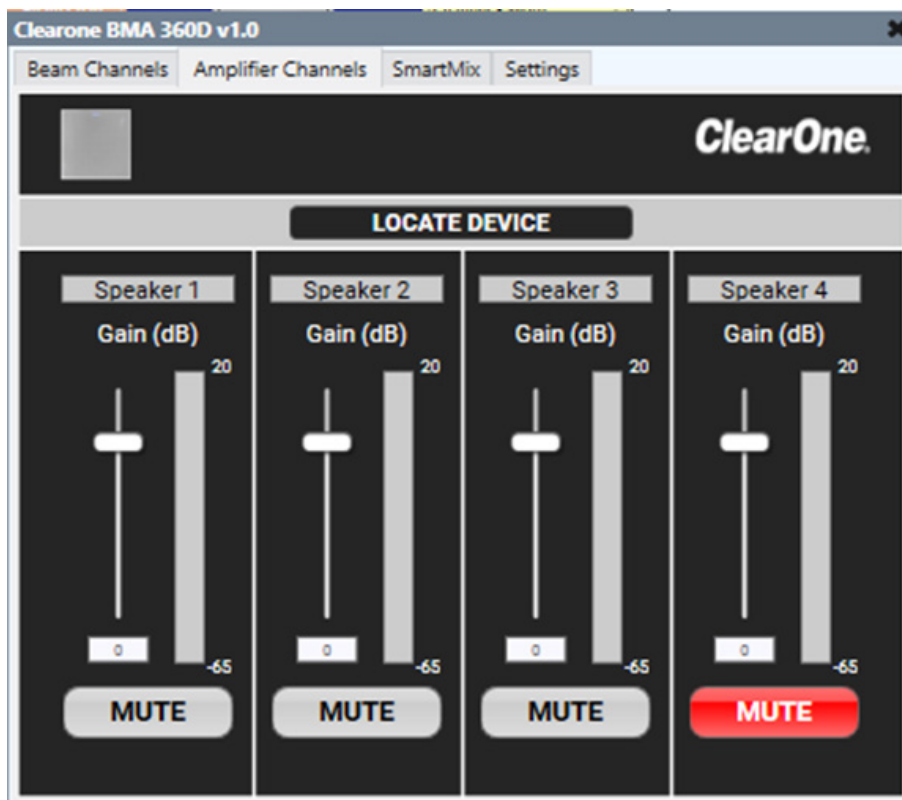 Clearone BMA 360D v1.0
Beam Channels Amplifier Channels SmartMix Settings
ClearOne.
LOCATE DEVICE
Speaker 1 Speaker 2 Speaker 3 Speaker 4
Gain (dB) Gain (dB) Gain (dB) Gain (dB)
20 20 20 20
0 0 0 0
-65 -65 -65 -65
MUTE MUTE MUTE MUTE